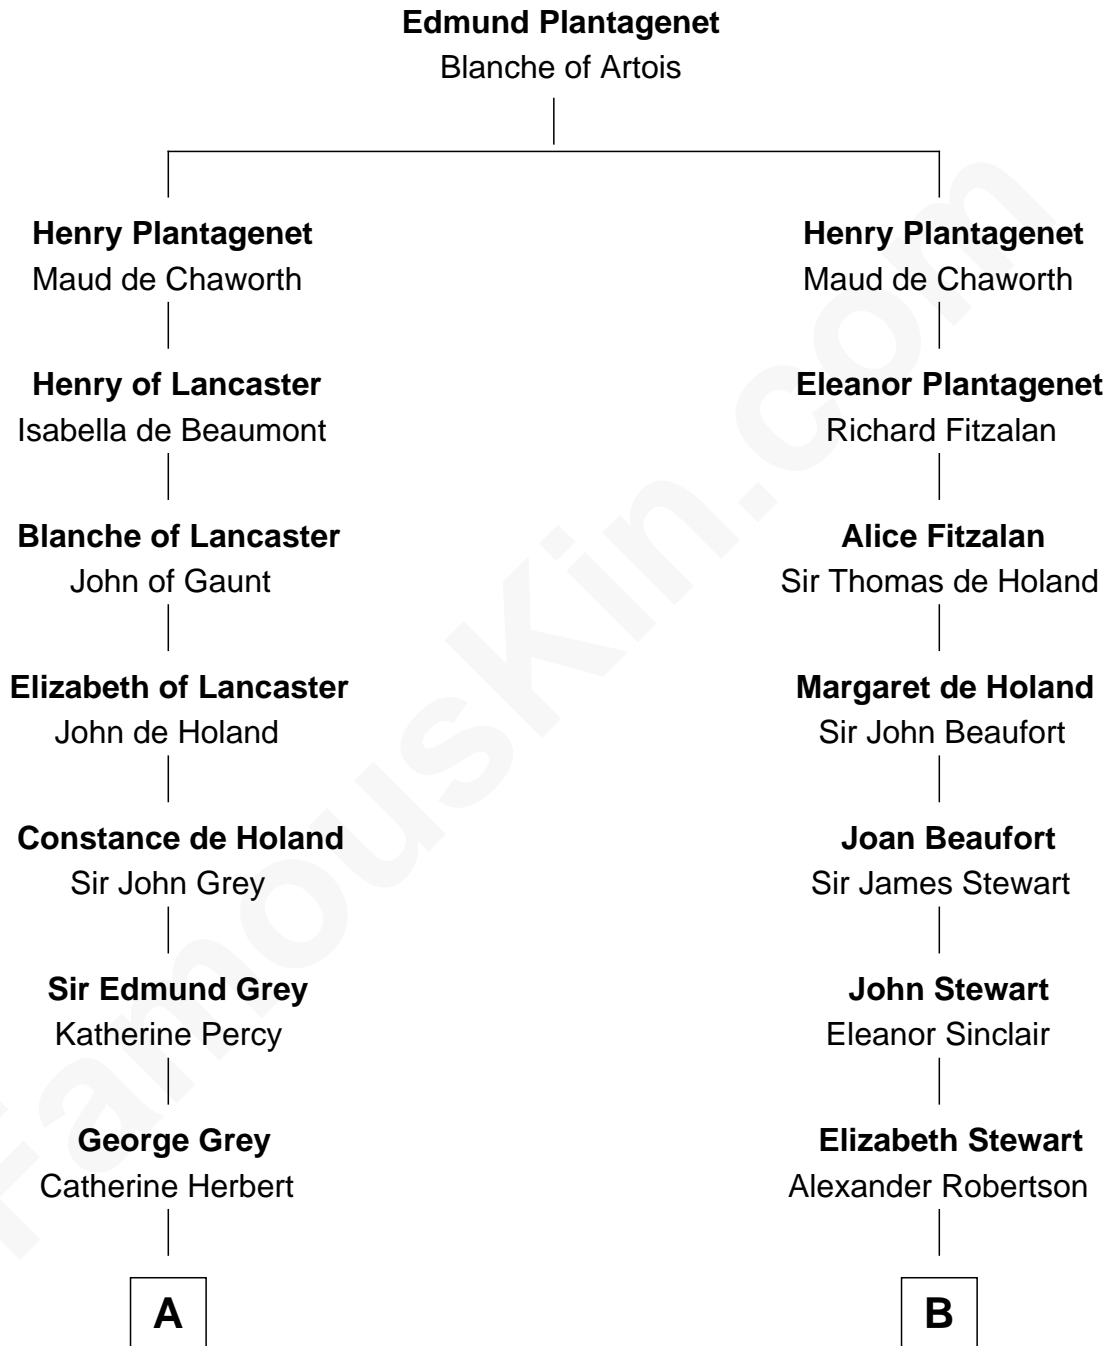 Edmund Plantagenet
Blanche of Artois
Henry Plantagenet
Maud de Chaworth
Henry of Lancaster
Isabella de Beaumont
Blanche of Lancaster
John of Gaunt
Elizabeth of Lancaster
John de Holand
Constance de Holand
Sir John Grey
Sir Edmund Grey
Katherine Percy
George Grey
Catherine Herbert
A
Henry Plantagenet
Maud de Chaworth
Eleanor Plantagenet
Richard Fitzalan
Alice Fitzalan
Sir Thomas de Holand
Margaret de Holand
Sir John Beaufort
Joan Beaufort
Sir James Stewart
John Stewart
Eleanor Sinclair
Elizabeth Stewart
Alexander Robertson
B
FamousKin.com